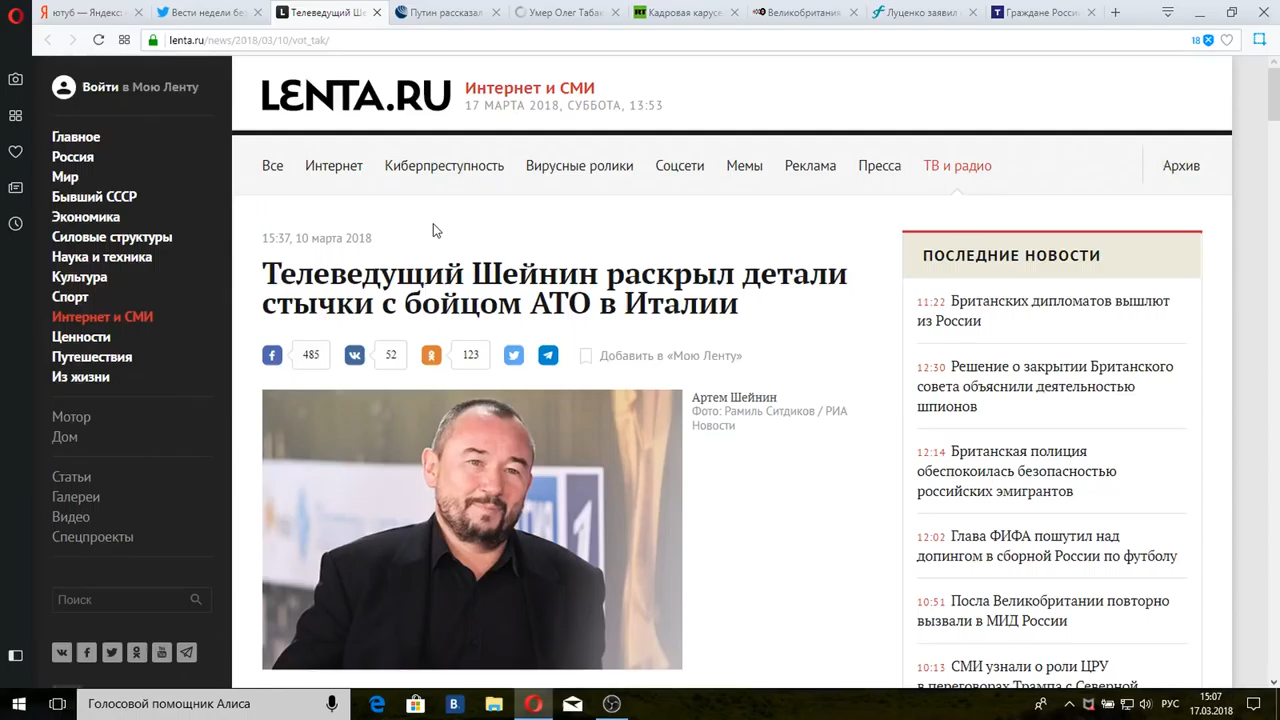 ютуб — Яндекс:
Вести недели без
Телеведущий Ше
Путин рассказал
Умер Олег Табак
Кадровая карусе
Великобритания
Луценко заявил о
Граждане Росси
lenta.ru/news/2018/03/10/vot_tak/
18
Войти в Мою Ленту
Главное
Россия
Мир
Бывший СССР
Экономика
Силовые структуры
Наука и техника
Культура
Спорт
Интернет и СМИ
Ценности
Путешествия
Из жизни
Мотор
Дом
Статьи
Галереи
Видео
Спецпроекты
Поиск
LENTA.RU
Интернет и СМИ
17 МАРТА 2018, СУББОТА, 13:53
Все Интернет Киберпреступность Вирусные ролики Соцсети Мемы Реклама Пресса ТВ и радио Архив
15:37, 10 марта 2018
Телеведущий Шейнин раскрыл детали
стычки с бойцом АТО в Италии
485 52 123 Добавить в «Мою Ленту»
Артем Шейнин
Фото: Рамиль Ситдиков / РИА
Новости
ПОСЛЕДНИЕ НОВОСТИ
11:22 Британских дипломатов вышлют
из России
12:30 Решение о закрытии Британского
совета объяснили деятельностью
шпионов
12:14 Британская полиция
обеспокоилась безопасностью
российских эмигрантов
12:02 Глава ФИФА пошутил над
допингом в сборной России по футболу
10:51 Посла Великобритании повторно
вызвали в МИД России
10:13 СМИ узнали о роли ЦРУ
в переговорах Трампа с Северной
Голосовой помощник Алиса
РУС
15:07
17.03.2018